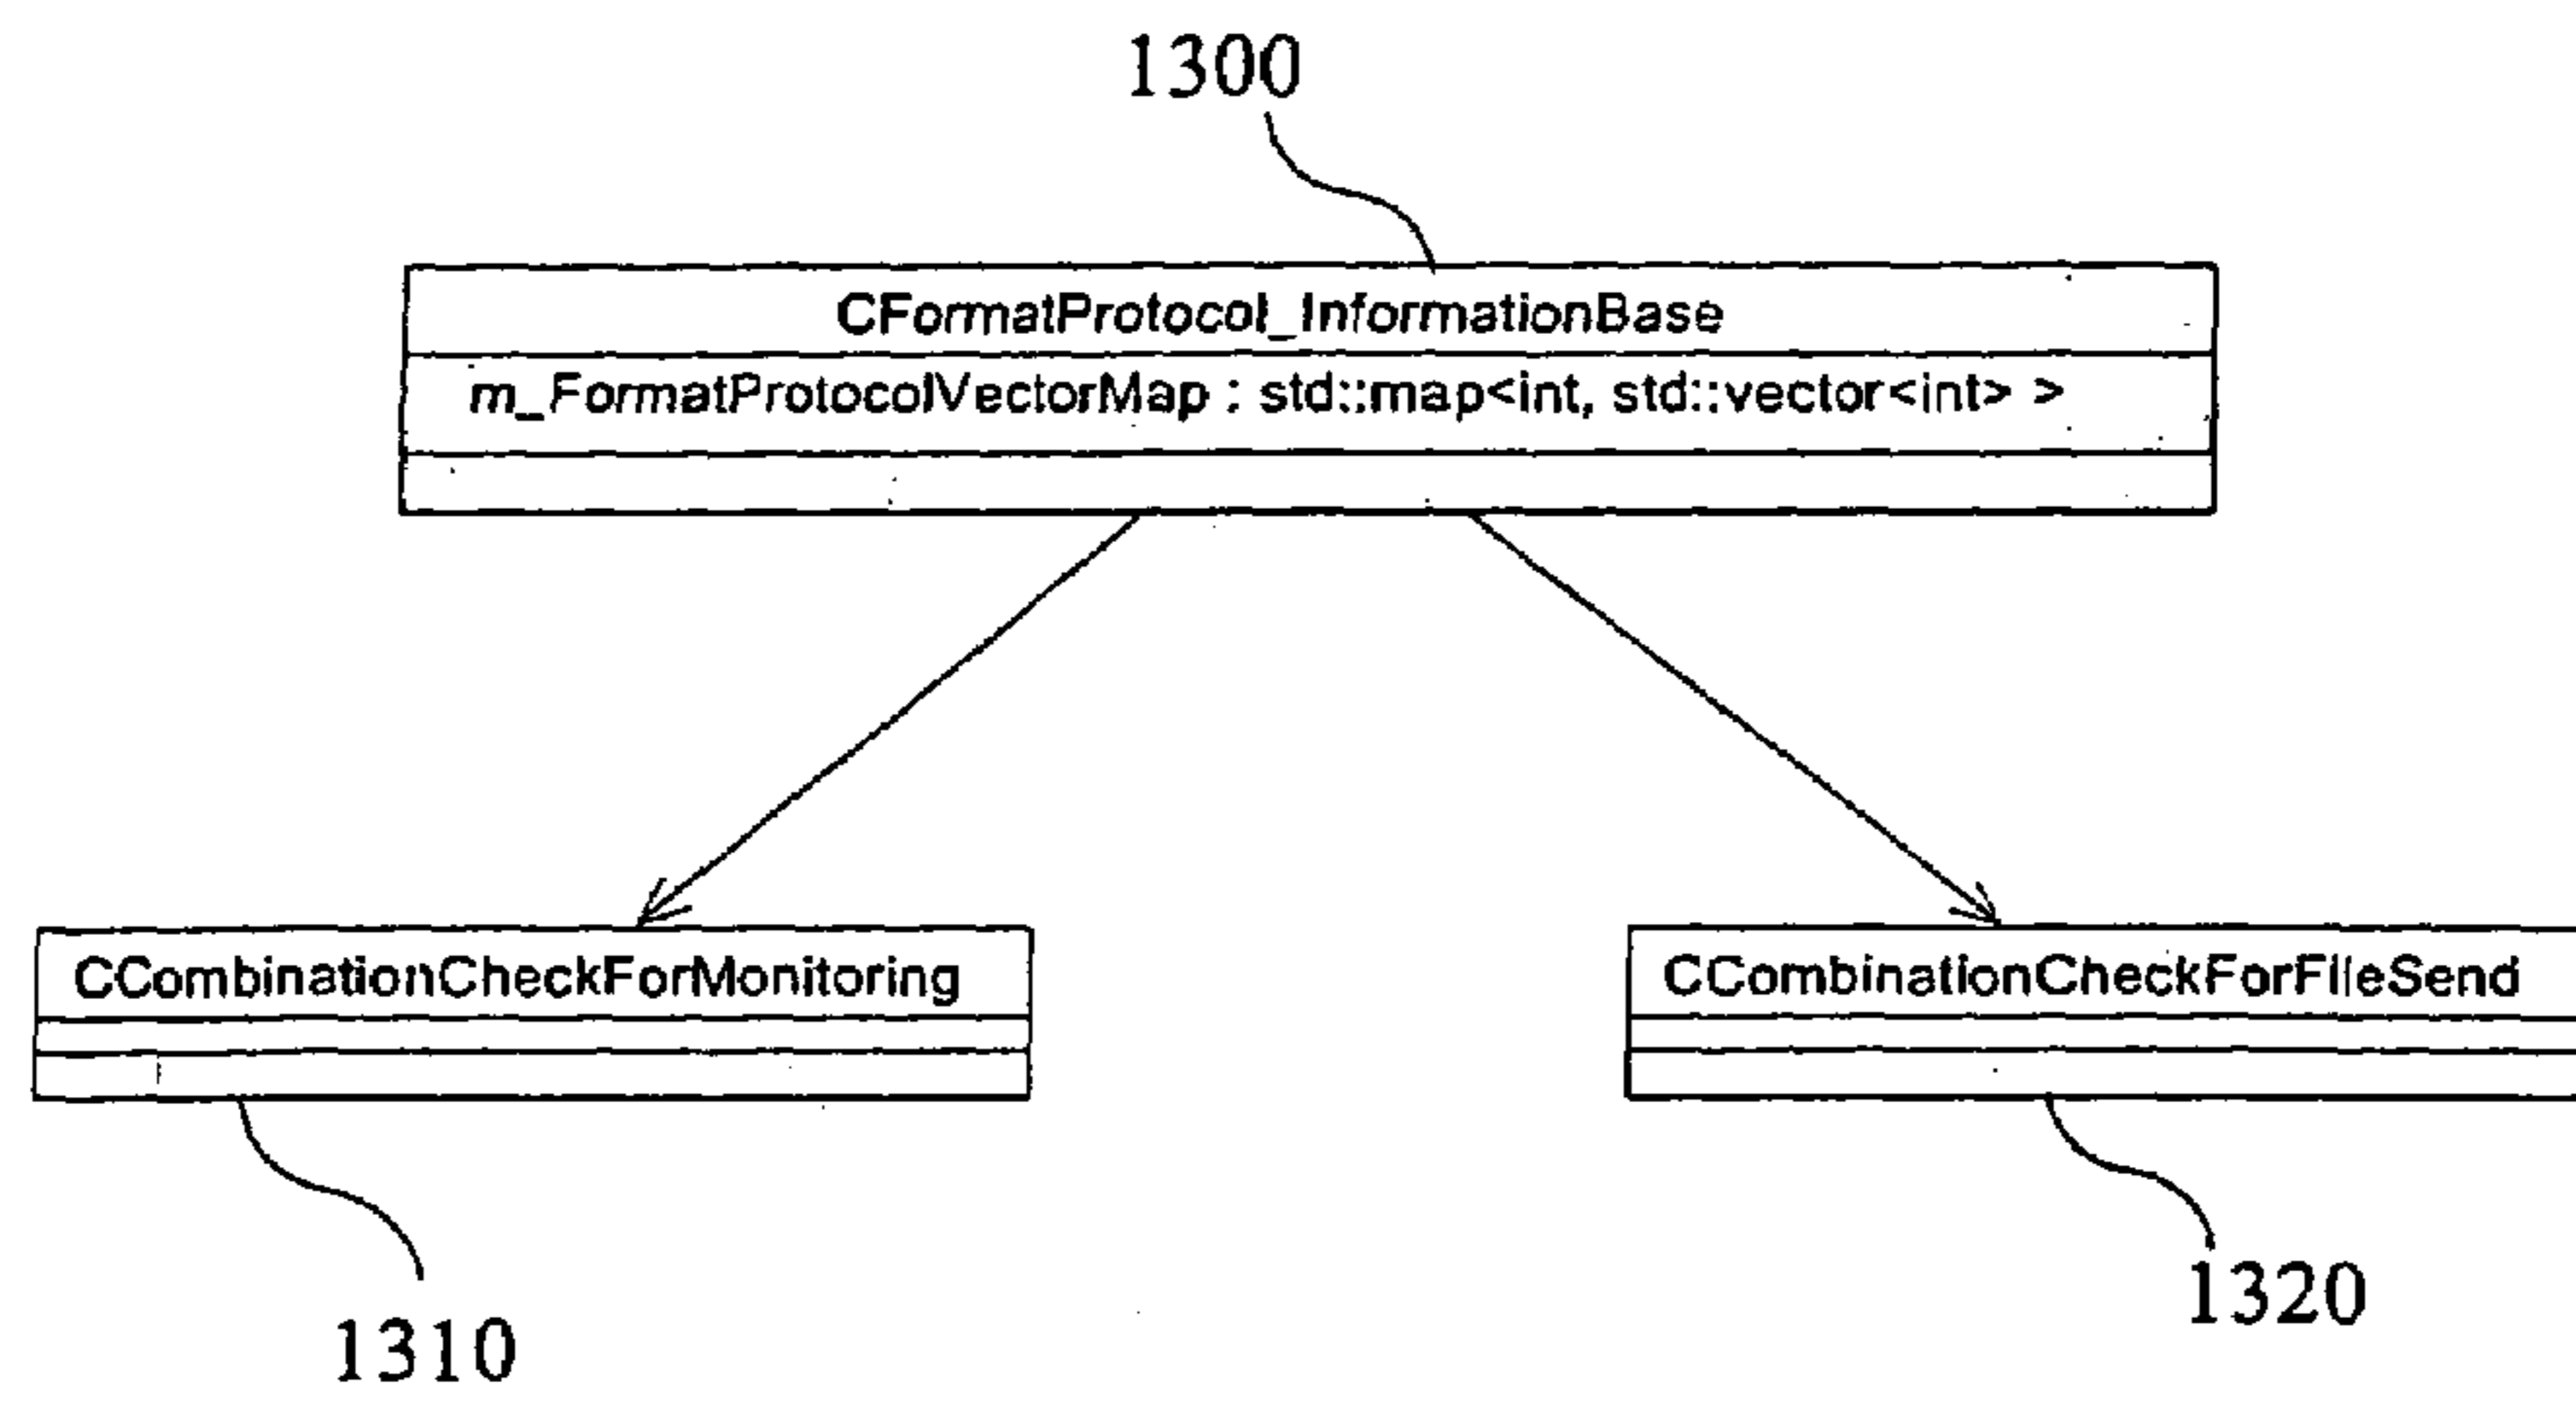 1300
CFormatProtocol_InformationBase
m_FormatProtocolVectorMap : std::map<int, std::vector<int> >
CCombinationCheckForMonitoring
CCombinationCheckForFileSend
1310
1320